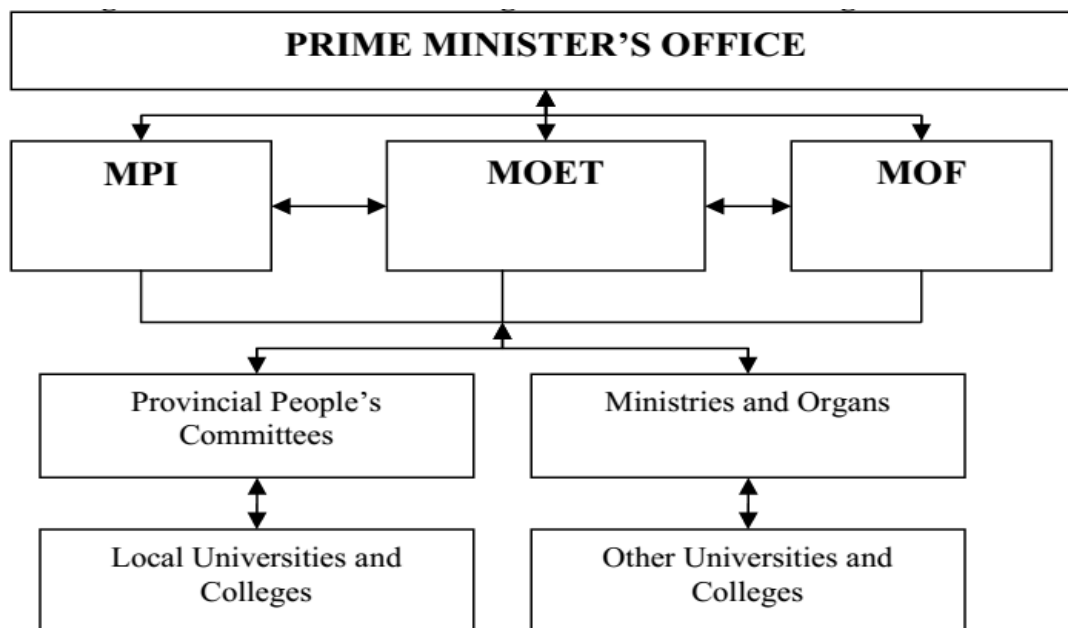 PRIME MINISTER’S OFFICE
MPI
MOET
MOF
Provincial People’s
Committees
Ministries and Organs
Local Universities and
Colleges
Other Universities and
Colleges